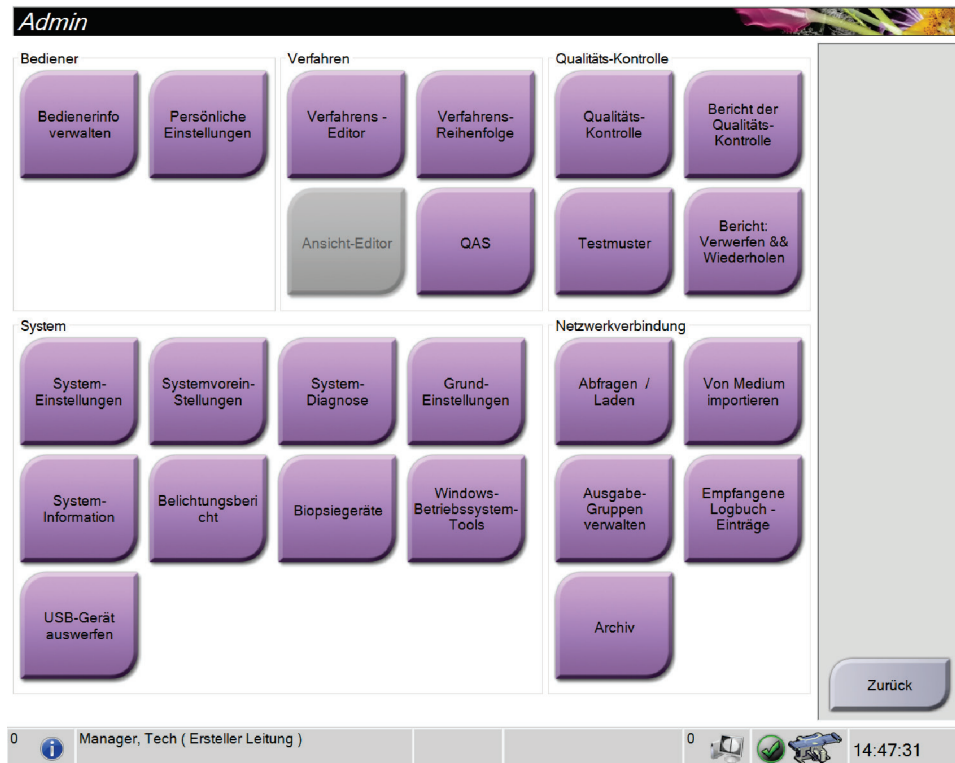 Admin
Bediener
Bedienerinfo
verwalten
Persönliche
Einstellungen
Verfahren
Verfahrens -
Editor
Verfahrens-
Reihenfolge
Ansicht-Editor
QAS
Qualitäts-Kontrolle
Qualitäts-
Kontrolle
Bericht der
Qualitäts-
Kontrolle
Testmuster
Bericht:
Verwerfen &&
Wiederholen
System
System-
Einstellungen
Systemvorein-
Stellungen
System-
Diagnose
Grund-
Einstellungen
System-
Information
Belichtungsberi
cht
Biopsiegeräte
Windows-
Betriebssystem-
Tools
USB-Gerät
auswerfen
Netzwerkverbindung
Abfragen /
Laden
Von Medium
importieren
Ausgabe-
Gruppen
verwalten
Empfangene
Logbuch -
Einträge
Archiv
Zurück
0
Manager, Tech ( Ersteller Leitung )
0
14:47:31